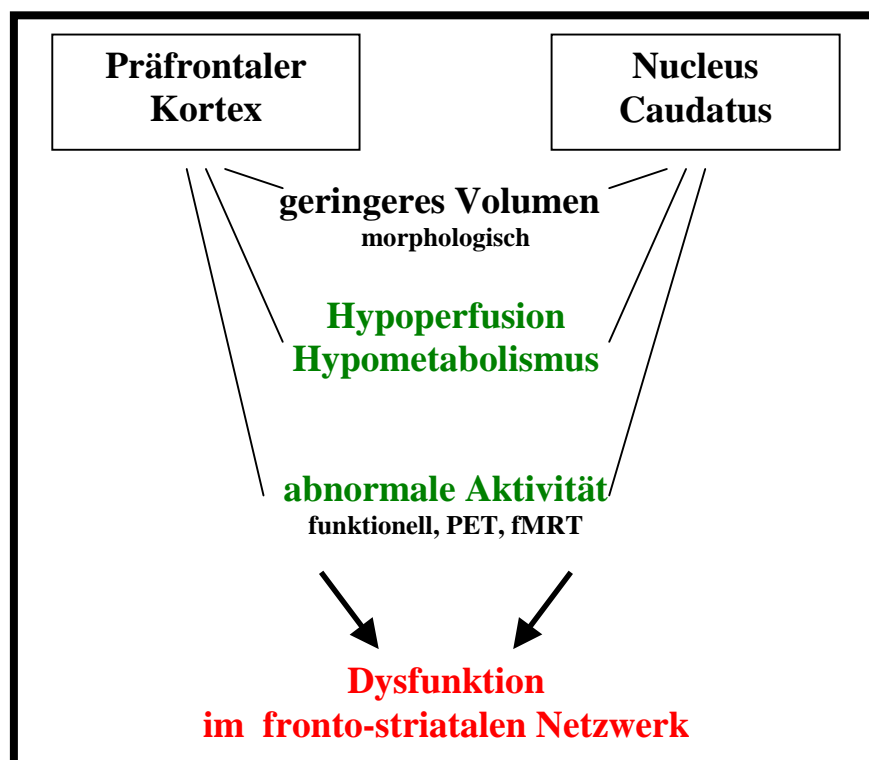 Präfrontaler
Kortex
Nucleus
Caudatus
geringeres Volumen
morphologisch
Hypoperfusion
Hypometabolismus
abnormale Aktivität
funktionell, PET, fMRT
Dysfunktion
im fronto-striatalen Netzwerk